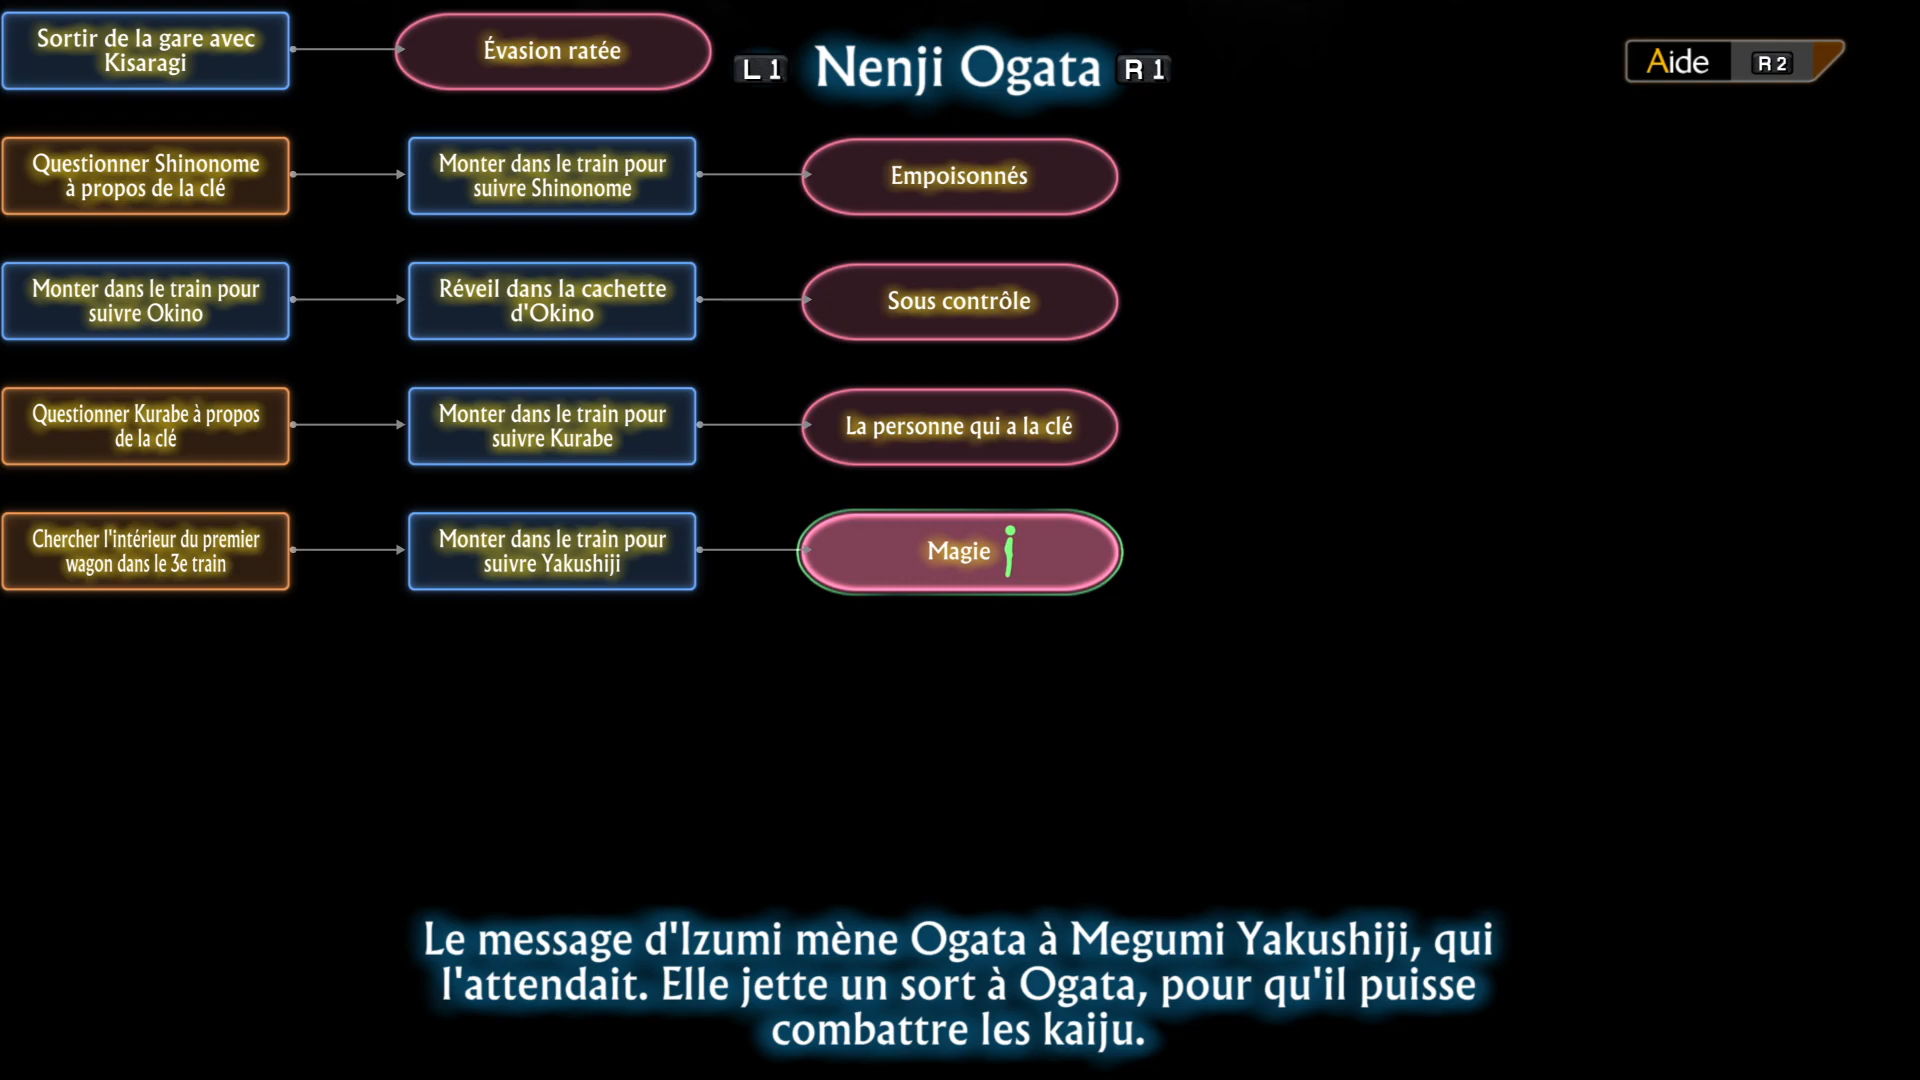 Sortir de la gare avec
Kisaragi
Évasion ratée
L 1
Nenji Ogata
R 1
Aide
R 2
Questionner Shinonome
à propos de la clé
Monter dans le train pour
suivre Shinonome
Empoisonnés
Monter dans le train pour
suivre Okino
Réveil dans la cachette
d'Okino
Sous contrôle
Questionner Kurabe à propos
de la clé
Monter dans le train pour
suivre Kurabe
La personne qui a la clé
Chercher l'intérieur du premier
wagon dans le 3e train
Monter dans le train pour
suivre Yakushiji
Magie
Le message d'Izumi mène Ogata à Megumi Yakushiji, qui
l'attendait. Elle jette un sort à Ogata, pour qu'il puisse
combattre les kaiju.